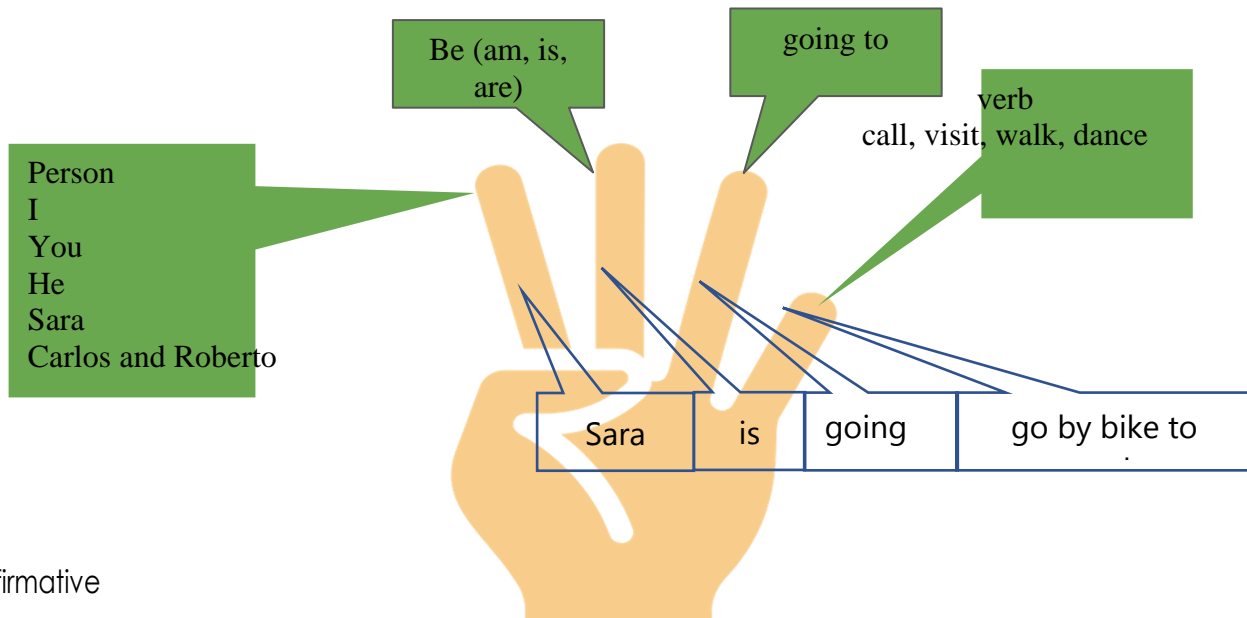 Be (am, is,
are)
going to
verb
call, visit, walk, dance
Person
I
You
He
Sara
Carlos and Roberto
Sara is going go by bike to